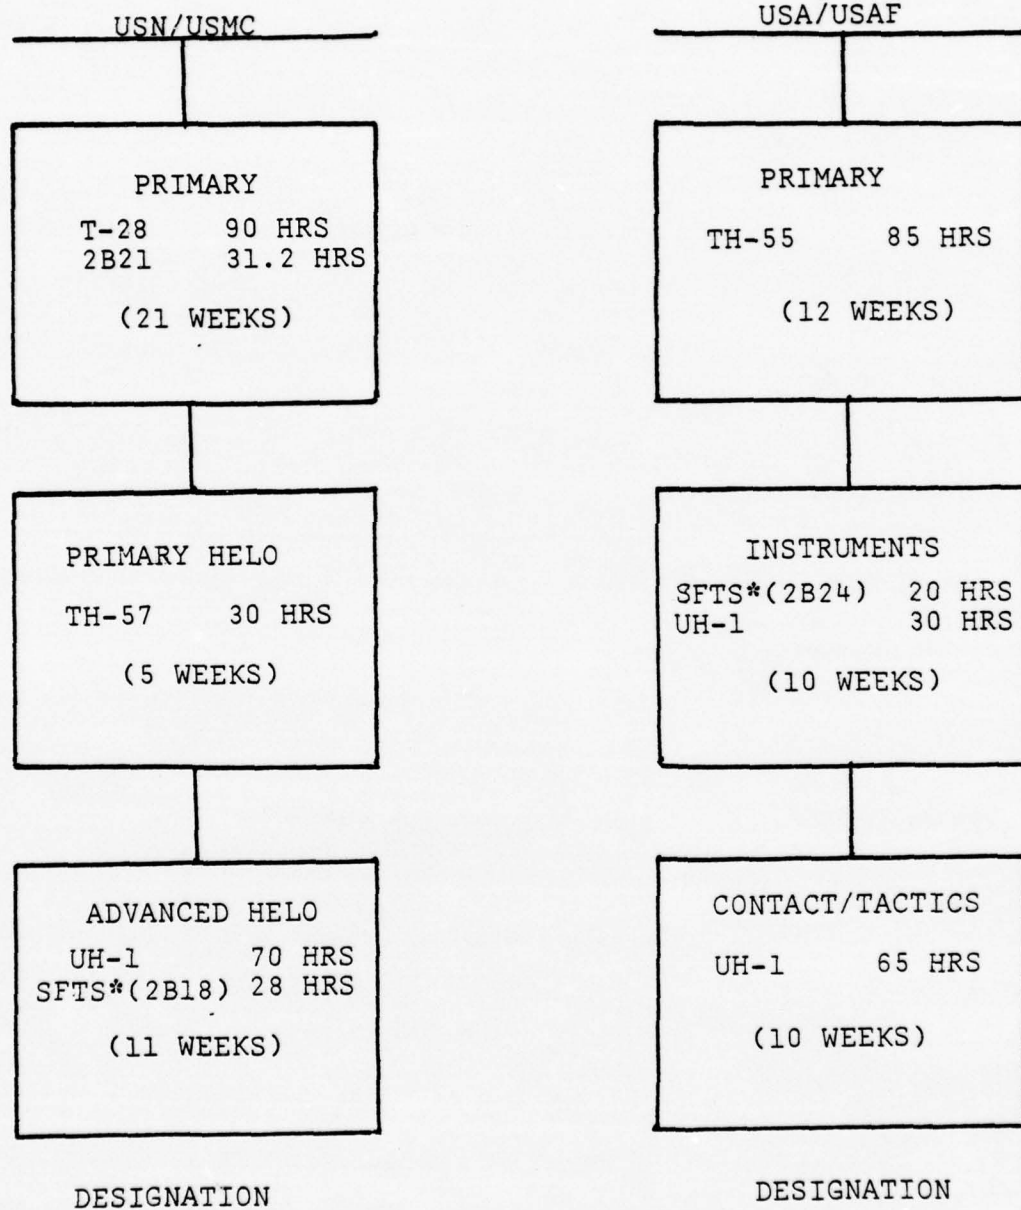 USN/USMC
PRIMARY
T-28 90 HRS
2B21 31.2 HRS
(21 WEEKS)
PRIMARY HELO
TH-57 30 HRS
(5 WEEKS)
ADVANCED HELO
UH-1 70 HRS
SFTS*(2B18) 28 HRS
(11 WEEKS)
DESIGNATION
USA/USAF
PRIMARY
TH-55 85 HRS
(12 WEEKS)
INSTRUMENTS
SFTS*(2B24) 20 HRS
UH-1 30 HRS
(10 WEEKS)
CONTACT/TACTICS
UH-1 65 HRS
(10 WEEKS)
DESIGNATION